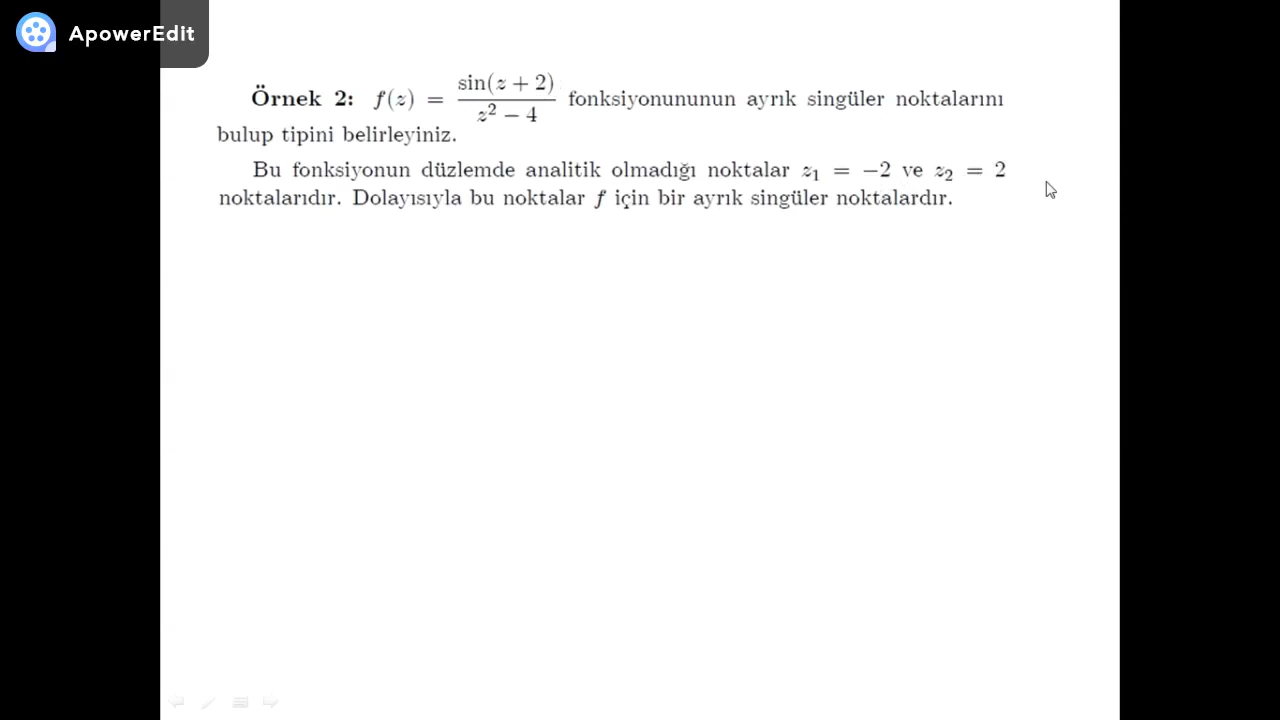 ApowerEdit
Örnek 2: f(z) = sin(z + 2) / z² − 4 fonksiyonununun ayrık singüler noktalarını
bulup tipini belirleyiniz.
Bu fonksiyonun düzlemde analitik olmadığı noktalar z₁ = −2 ve z₂ = 2
noktalarıdır. Dolayısıyla bu noktalar f için bir ayrık singüler noktalardır.